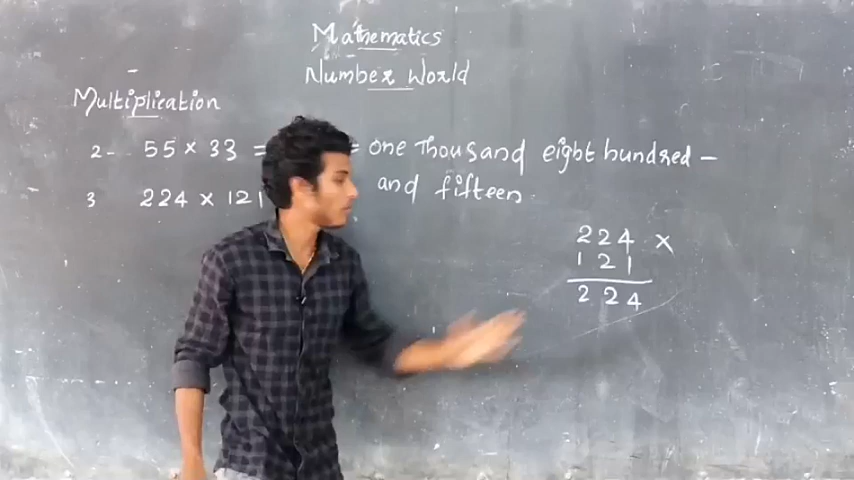 Mathematics
Number World
Multiplication
2- 55 × 33 = = one Thousand eight hundred -
and fifteen
3 224 × 121
224 ×
121
224